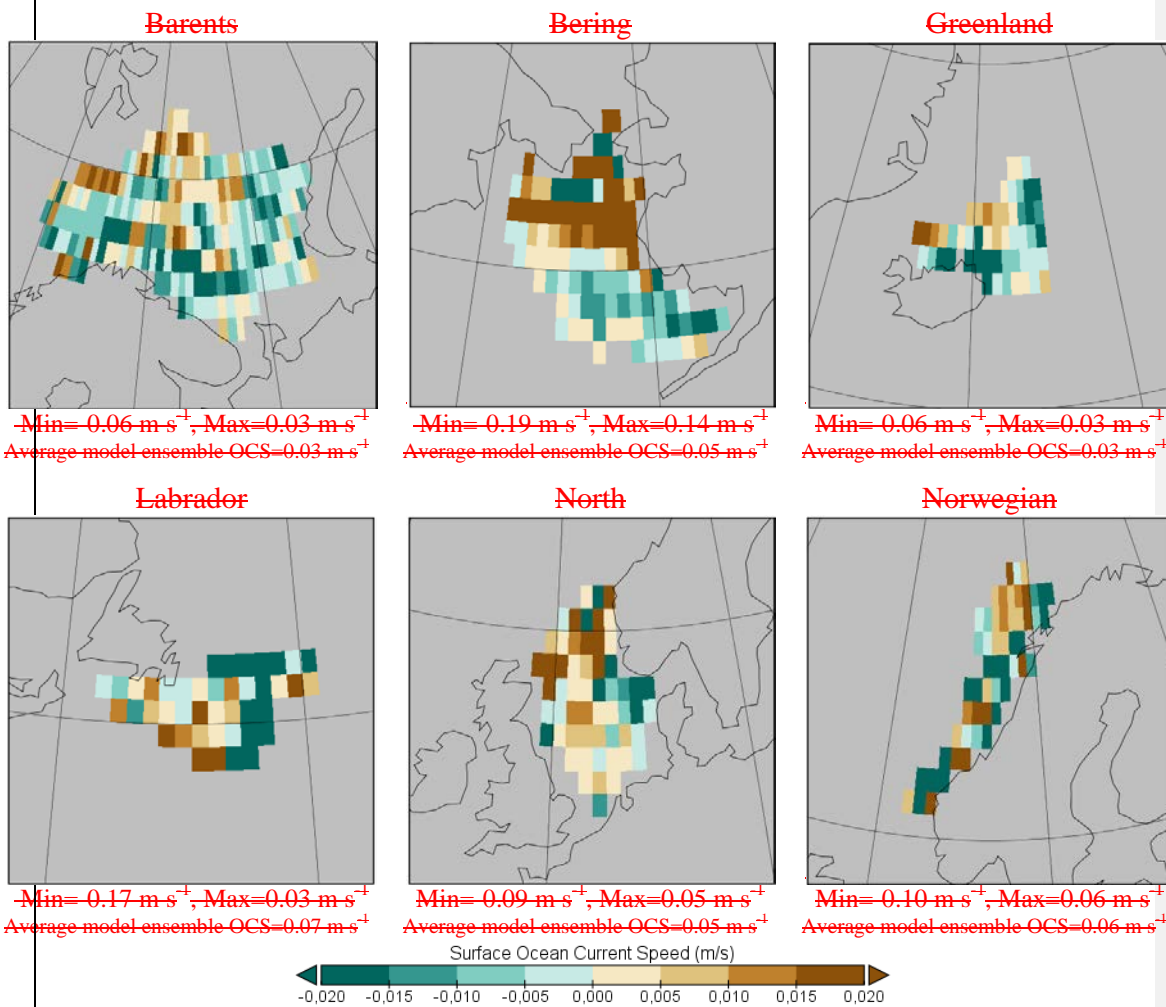 Barents
Bering
Greenland
Min=-0.06 m s⁻¹, Max=0.03 m s⁻¹
Average model ensemble OCS=0.03 m s⁻¹
Min=-0.19 m s⁻¹, Max=0.14 m s⁻¹
Average model ensemble OCS=0.05 m s⁻¹
Min=-0.06 m s⁻¹, Max=0.03 m s⁻¹
Average model ensemble OCS=0.03 m s⁻¹
Labrador
North
Norwegian
Min=-0.17 m s⁻¹, Max=0.03 m s⁻¹
Average model ensemble OCS=0.07 m s⁻¹
Min=-0.09 m s⁻¹, Max=0.05 m s⁻¹
Average model ensemble OCS=0.05 m s⁻¹
Min=-0.10 m s⁻¹, Max=0.06 m s⁻¹
Average model ensemble OCS=0.06 m s⁻¹
Surface Ocean Current Speed (m/s)
-0,020 -0,015 -0,010 -0,005 0,000 0,005 0,010 0,015 0,020